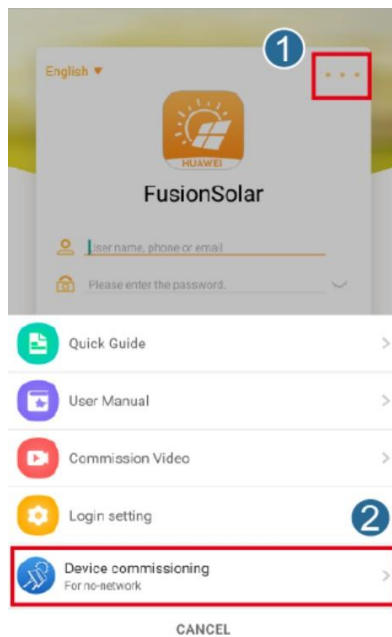 1
English ▼
HUAWEI
FusionSolar
User name, phone or email
Please enter the password.
Quick Guide
User Manual
Commission Video
Login setting
2
Device commissioning
For no-network
CANCEL